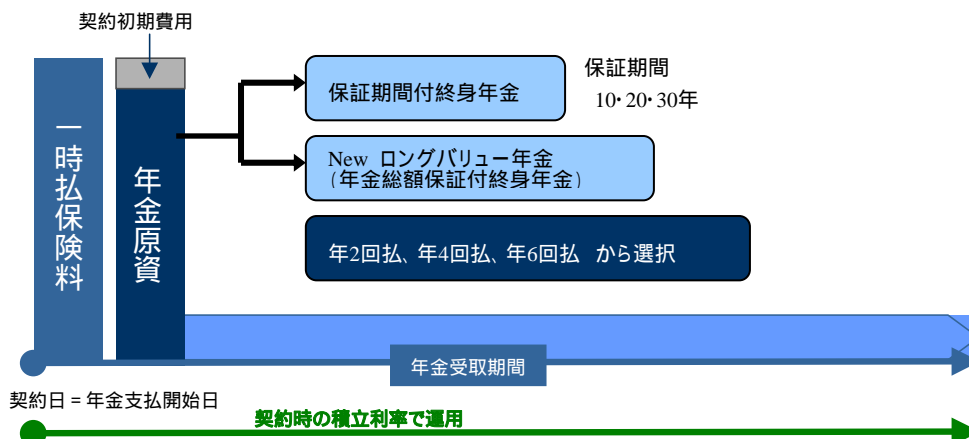 契約初期費用
一時払保険料
年金原資
保証期間付終身年金
保証期間
10・20・30年
New ロングバリュー年金
(年金総額保証付終身年金)
年2回払、年4回払、年6回払 から選択
年金受取期間
契約日 = 年金支払開始日
契約時の積立利率で運用